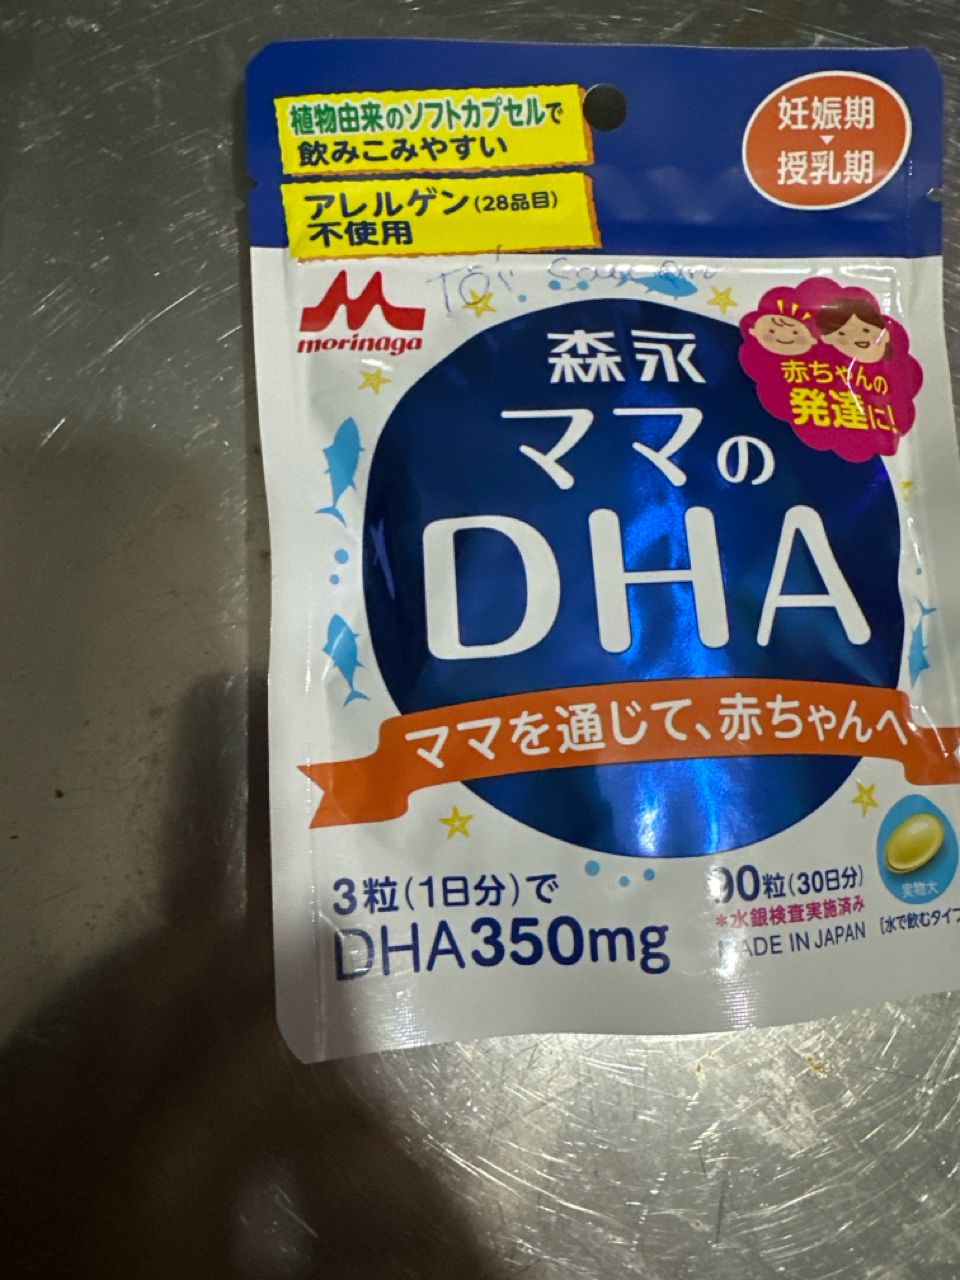 植物由来のソフトカプセルで
飲みこみやすい
アレルゲン(28品目)
不使用
妊娠期
授乳期
morinaga
森永
ママの
DHA
赤ちゃんの
発達に!
ママを通じて、赤ちゃんへ
3粒(1日分)で
DHA350mg
90粒(30日分)
*水銀検査実施済み
MADE IN JAPAN
実物大
[水で飲むタイプ